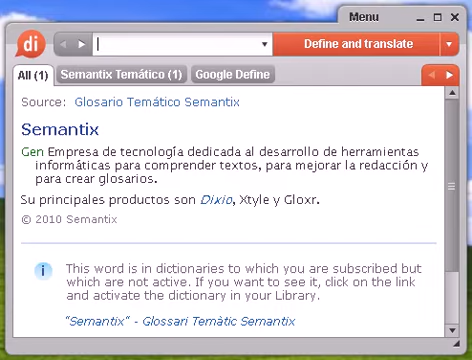 Menu
di
Define and translate
All (1)
Semantix Temático (1)
Google Define
Source: Glosario Temático Semantix
Semantix
Gen Empresa de tecnología dedicada al desarrollo de herramientas
informáticas para comprender textos, para mejorar la redacción y
para crear glosarios.
Su principales productos son Dixio, Xtyle y Gloxr.
© 2010 Semantix
i
This word is in dictionaries to which you are subscribed but
which are not active. If you want to see it, click on the link
and activate the dictionary in your Library.
"Semantix" - Glossari Temàtic Semantix